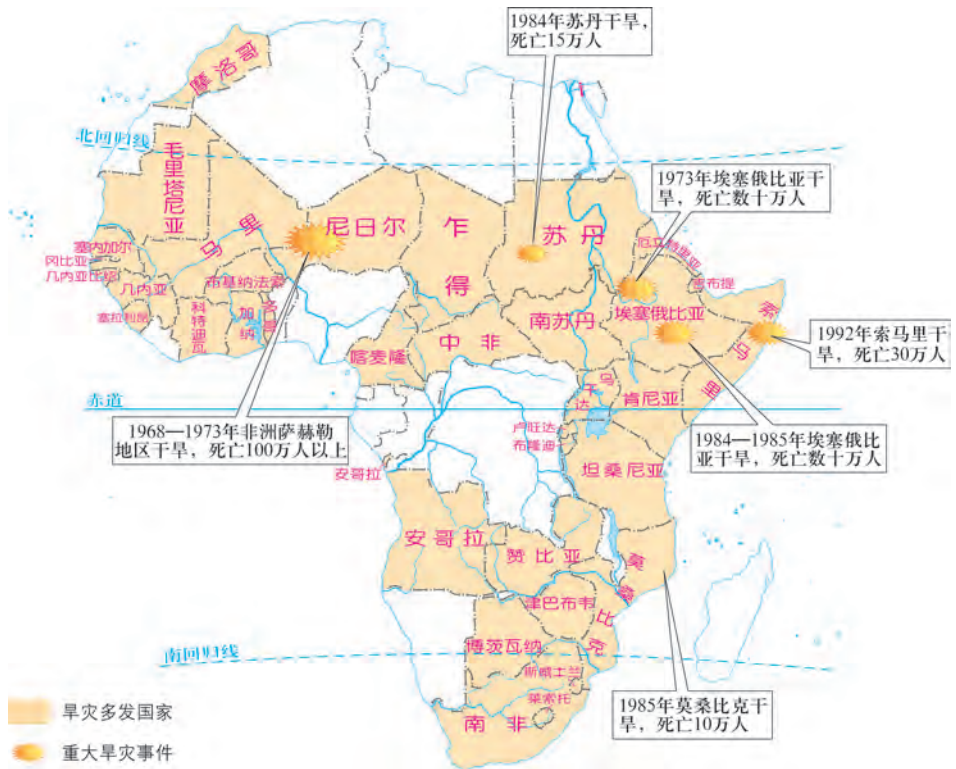 1984年苏丹干旱，
死亡15万人
摩洛哥
北回归线
毛里塔尼亚
1973年埃塞俄比亚干
旱，死亡数十万人
马里
尼日尔
乍得
苏丹
厄立特里亚
塞内加尔
冈比亚
几内亚比绍
几内亚
布基纳法索
吉布提
塞拉利昂
科特迪瓦
加纳
多哥
南苏丹
埃塞俄比亚
索马里
中非
喀麦隆
1992年索马里干
旱，死亡30万人
乌干达
肯尼亚
赤道
1968—1973年非洲萨赫勒
地区干旱，死亡100万人以上
卢旺达
布隆迪
1984—1985年埃塞俄比
亚干旱，死亡数十万人
安哥拉
坦桑尼亚
安哥拉
赞比亚
莫桑比克
津巴布韦
博茨瓦纳
南回归线
斯威士兰
莱索托
南非
1985年莫桑比克干
旱，死亡10万人
旱灾多发国家
重大旱灾事件